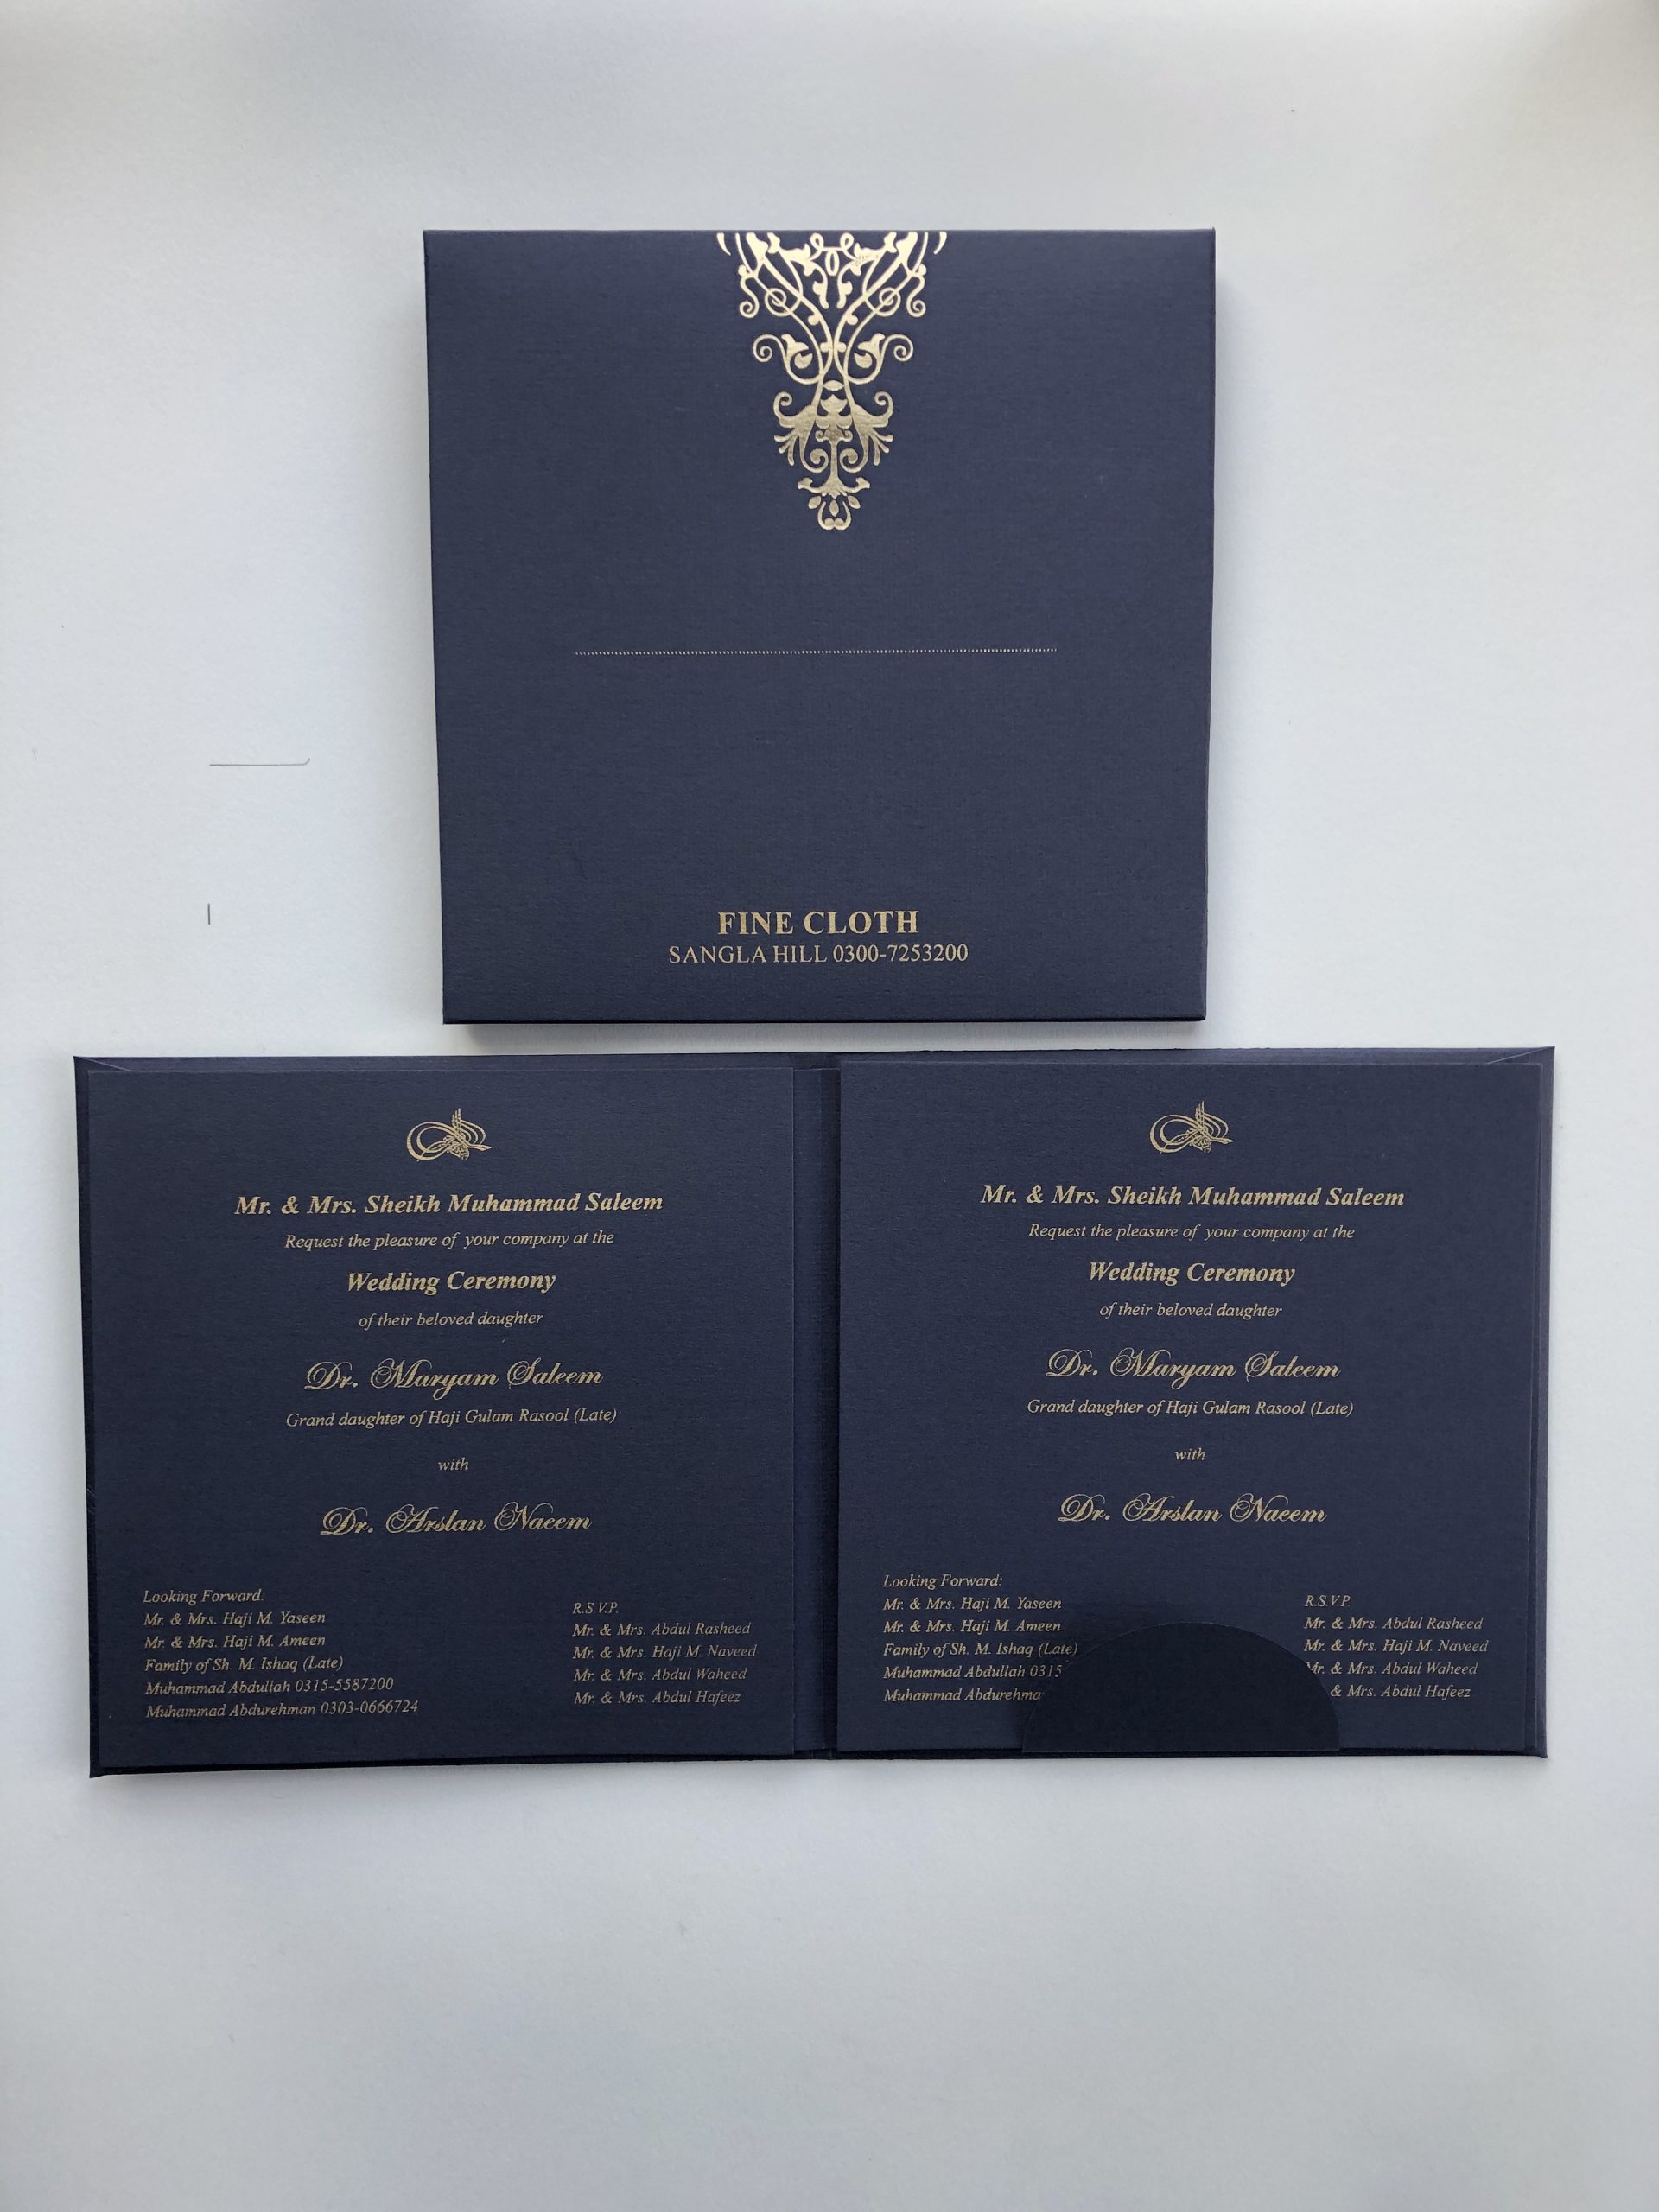 FINE CLOTH
SANGLA HILL 0300-7253200
Mr. & Mrs. Sheikh Muhammad Saleem
Request the pleasure of your company at the
Wedding Ceremony
of their beloved daughter
Dr. Maryam Saleem
Grand daughter of Haji Gulam Rasool (Late)
with
Dr. Arslan Naeem
Looking Forward:
Mr. & Mrs. Haji M. Yaseen
Mr. & Mrs. Haji M. Ameen
Family of Sh. M. Ishaq (Late)
Muhammad Abdullah 0315-5587200
Muhammad Abdurehman 0303-0666724
R.S.V.P.
Mr. & Mrs. Abdul Rasheed
Mr. & Mrs. Haji M. Naveed
Mr. & Mrs. Abdul Waheed
Mr. & Mrs. Abdul Hafeez
Mr. & Mrs. Sheikh Muhammad Saleem
Request the pleasure of your company at the
Wedding Ceremony
of their beloved daughter
Dr. Maryam Saleem
Grand daughter of Haji Gulam Rasool (Late)
with
Dr. Arslan Naeem
Looking Forward:
Mr. & Mrs. Haji M. Yaseen
Mr. & Mrs. Haji M. Ameen
Family of Sh. M. Ishaq (Late)
Muhammad Abdullah 0315
Muhammad Abdurehma
R.S.V.P.
Mr. & Mrs. Abdul Rasheed
Mr. & Mrs. Haji M. Naveed
Mr. & Mrs. Abdul Waheed
& Mrs. Abdul Hafeez